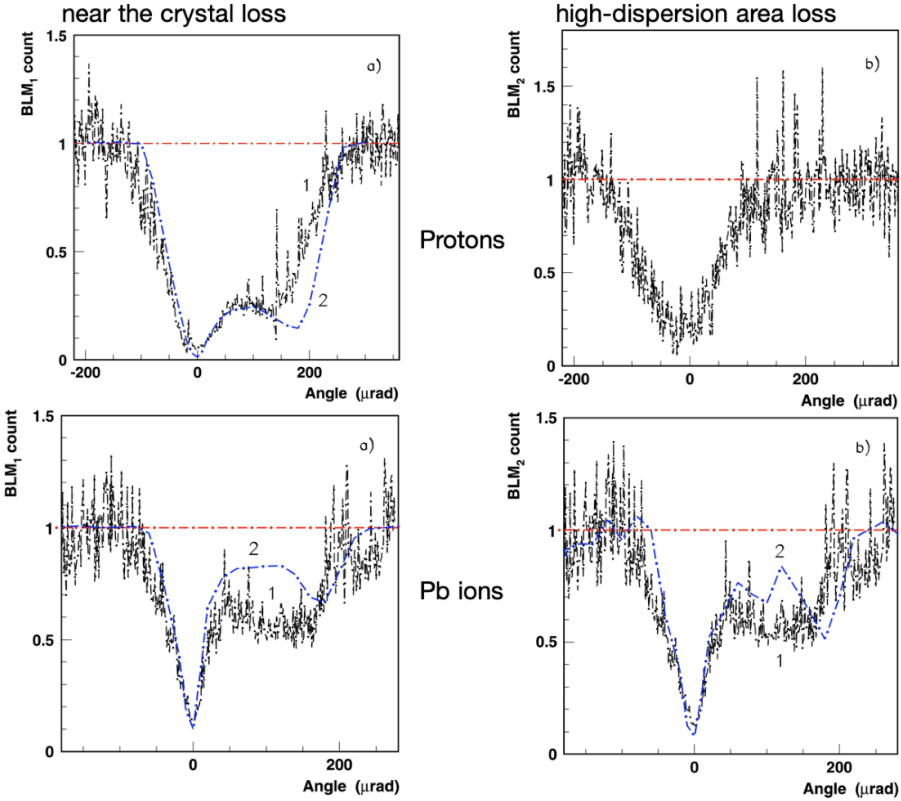 near the crystal loss
high-dispersion area loss
1.5
1
0.5
0
BLM1 count
a)
1
2
-200
0
200
Angle (μrad)
1.5
1
0.5
0
BLM2 count
b)
-200
0
200
Angle (μrad)
Protons
1.5
1
0.5
0
BLM1 count
a)
2
1
0
200
Angle (μrad)
1.5
1
0.5
0
BLM2 count
b)
2
1
0
200
Angle (μrad)
Pb ions